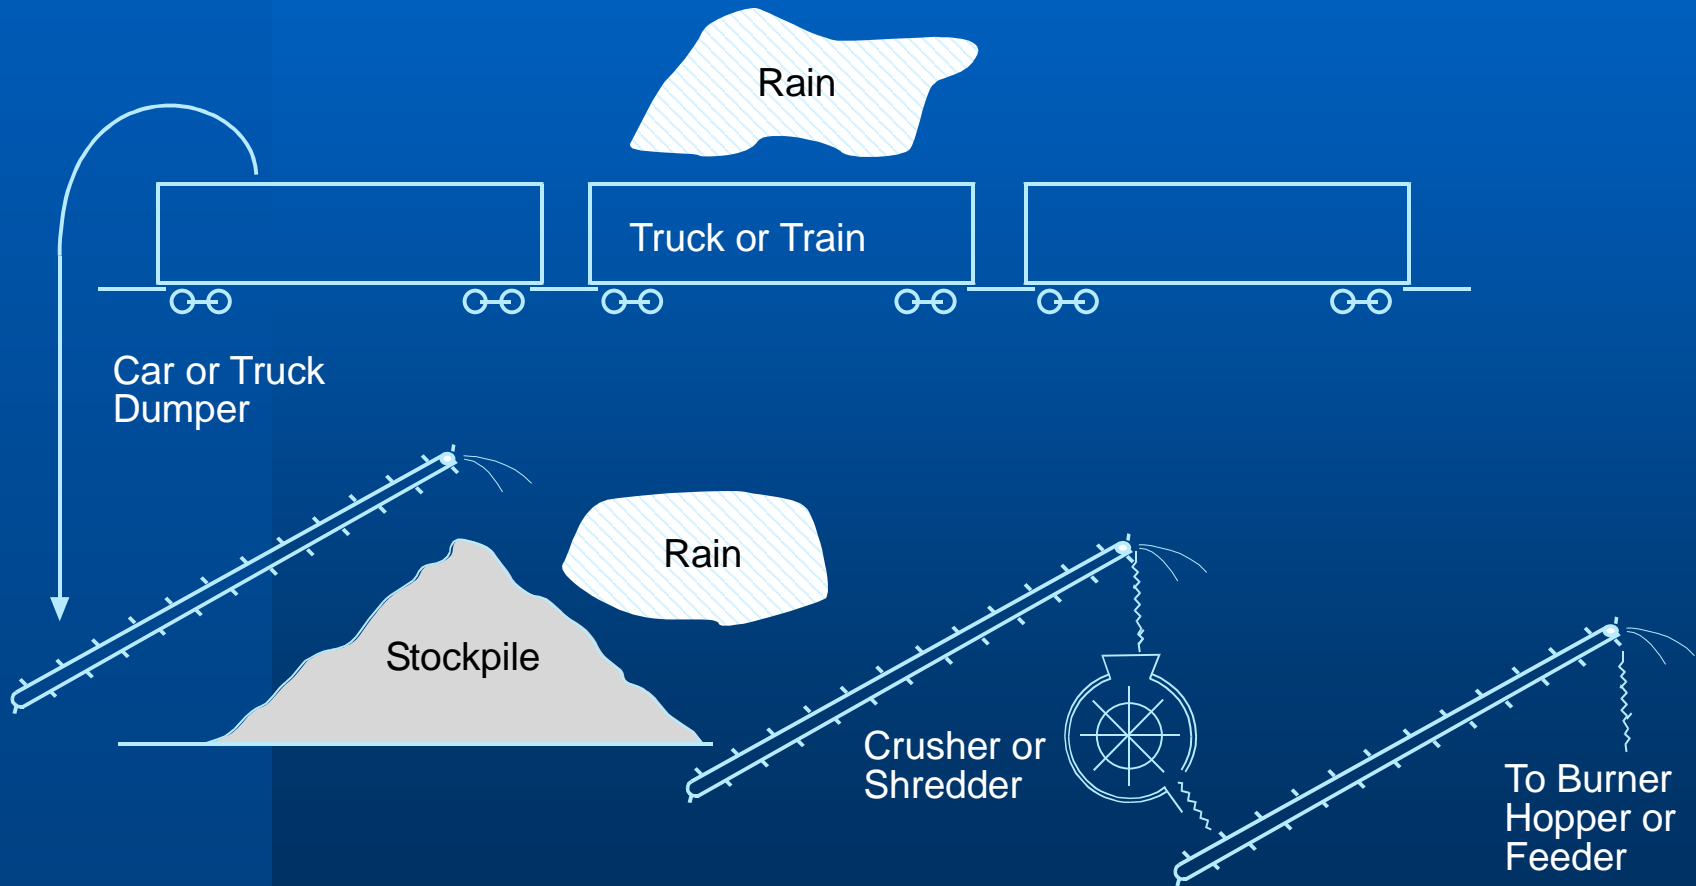 Rain
Truck or Train
Car or Truck
Dumper
Rain
Stockpile
Crusher or
Shredder
To Burner
Hopper or
Feeder